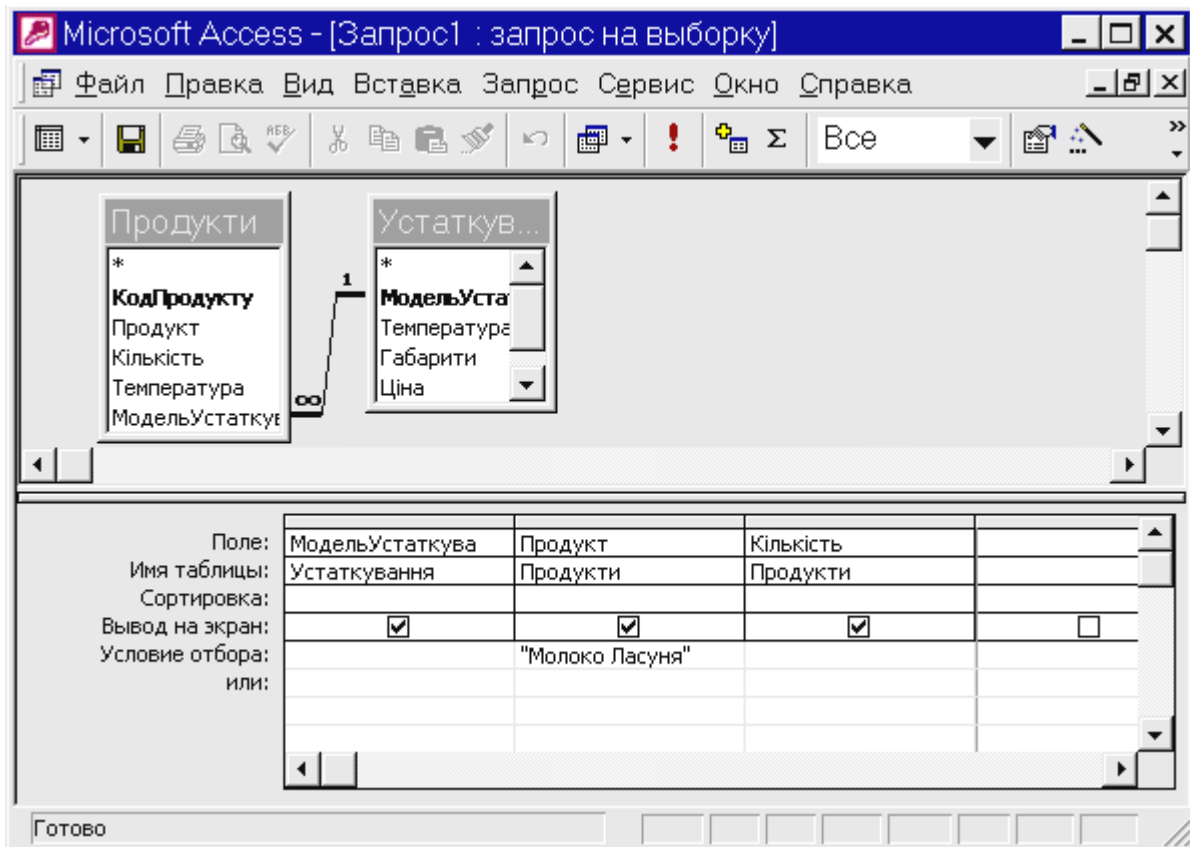 Microsoft Access - [Запрос1 : запрос на выборку]
Файл Правка Вид Вставка Запрос Сервис Окно Справка
АБВ Σ Все
Продукти
*
КодПродукту
Продукт
Кількість
Температура
МодельУстаткув
∞
1
Устаткув...
*
МодельУста
Температура
Габарити
Ціна
Поле: МодельУстаткува Продукт Кількість
Имя таблицы: Устаткування Продукти Продукти
Сортировка:
Вывод на экран:
Условие отбора: "Молоко Ласуня"
или:
Готово